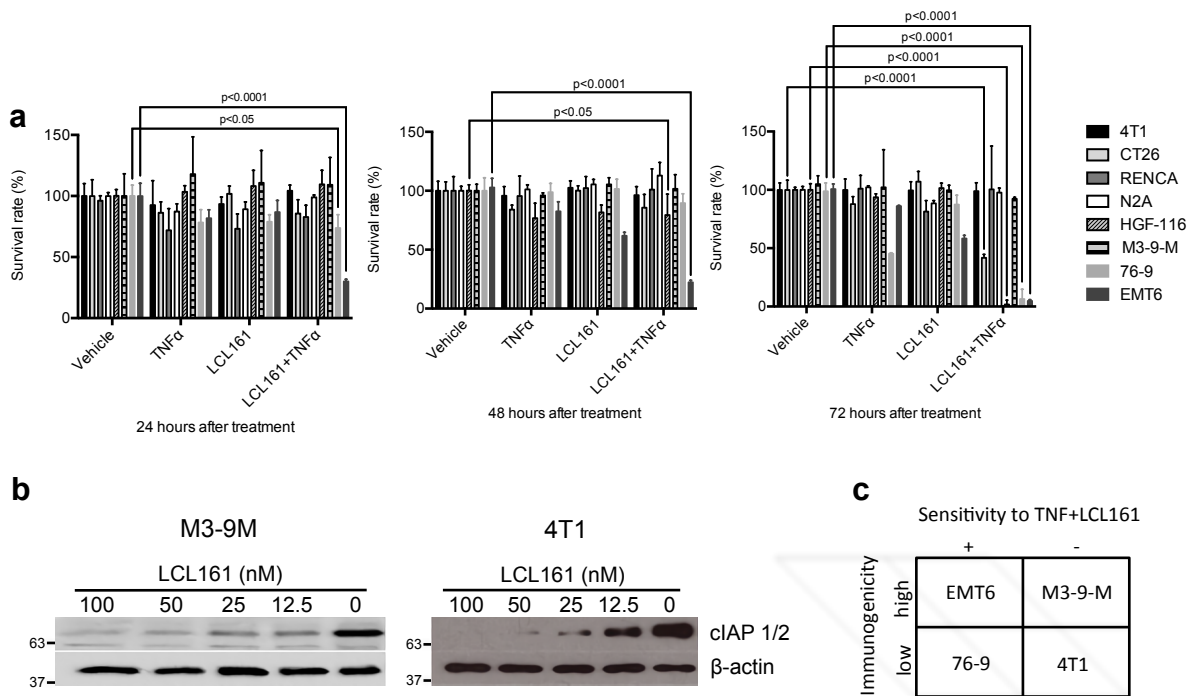 a
Survival rate (%)
150
100
50
0
p<0.0001
p<0.05
Vehicle
TNFα
LCL161
LCL161+TNFα
24 hours after treatment
Survival rate (%)
150
100
50
0
p<0.0001
p<0.05
Vehicle
TNFα
LCL161
LCL161+TNFα
48 hours after treatment
Survival rate (%)
150
100
50
0
p<0.0001
p<0.0001
p<0.0001
p<0.0001
Vehicle
TNFα
LCL161
LCL161+TNFα
72 hours after treatment
4T1
CT26
RENCA
N2A
HGF-116
M3-9-M
76-9
EMT6
b
M3-9M
LCL161 (nM)
100 50 25 12.5 0
63
37
4T1
LCL161 (nM)
100 50 25 12.5 0
63
37
cIAP 1/2
β-actin
c
Sensitivity to TNF+LCL161
+ -
Immunogenicity
high
EMT6 M3-9-M
low
76-9 4T1